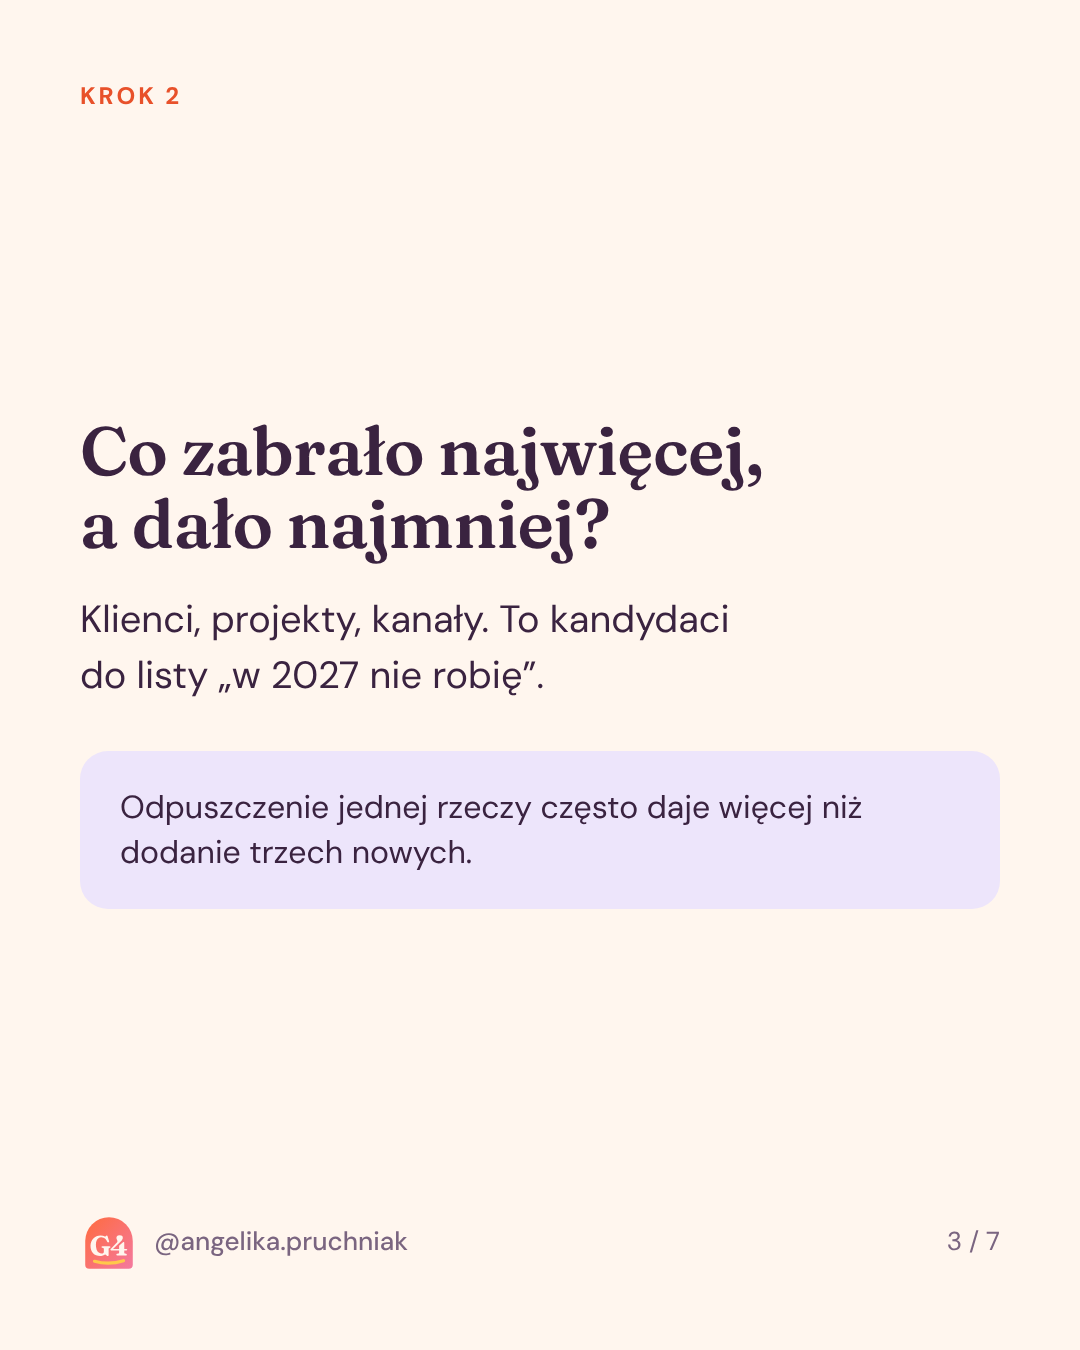 KROK 2
Co zabrało najwięcej,
a dało najmniej?
Klienci, projekty, kanały. To kandydaci
do listy „w 2027 nie robię”.
Odpuszczenie jednej rzeczy często daje więcej niż
dodanie trzech nowych.
G4 @angelika.pruchniak 3 / 7